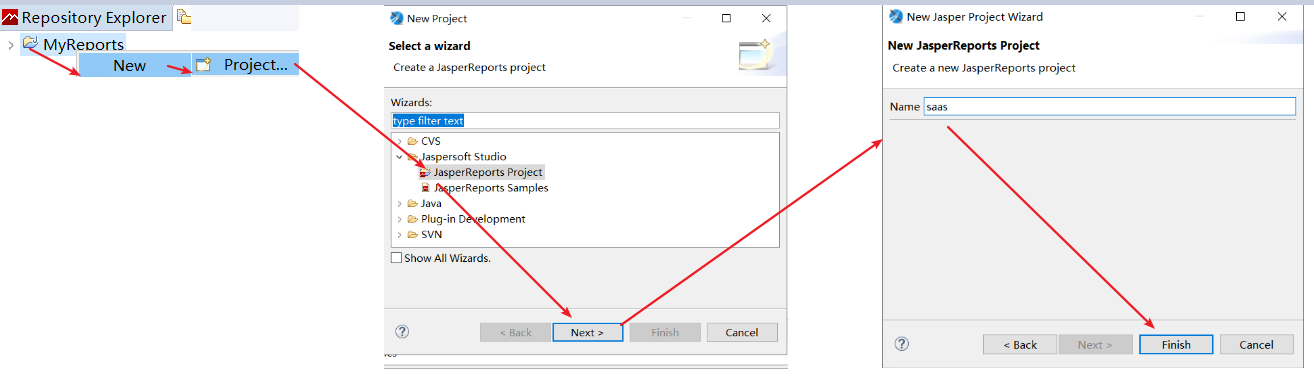 Repository Explorer
MyReports
New
Project...
New Project
Select a wizard
Create a JasperReports project
Wizards:
type filter text
CVS
Jaspersoft Studio
JasperReports Project
JasperReports Samples
Java
Plug-in Development
SVN
Show All Wizards.
< Back
Next >
Finish
Cancel
New Jasper Project Wizard
New JasperReports Project
Create a new JasperReports project
Name
saas
< Back
Next >
Finish
Cancel